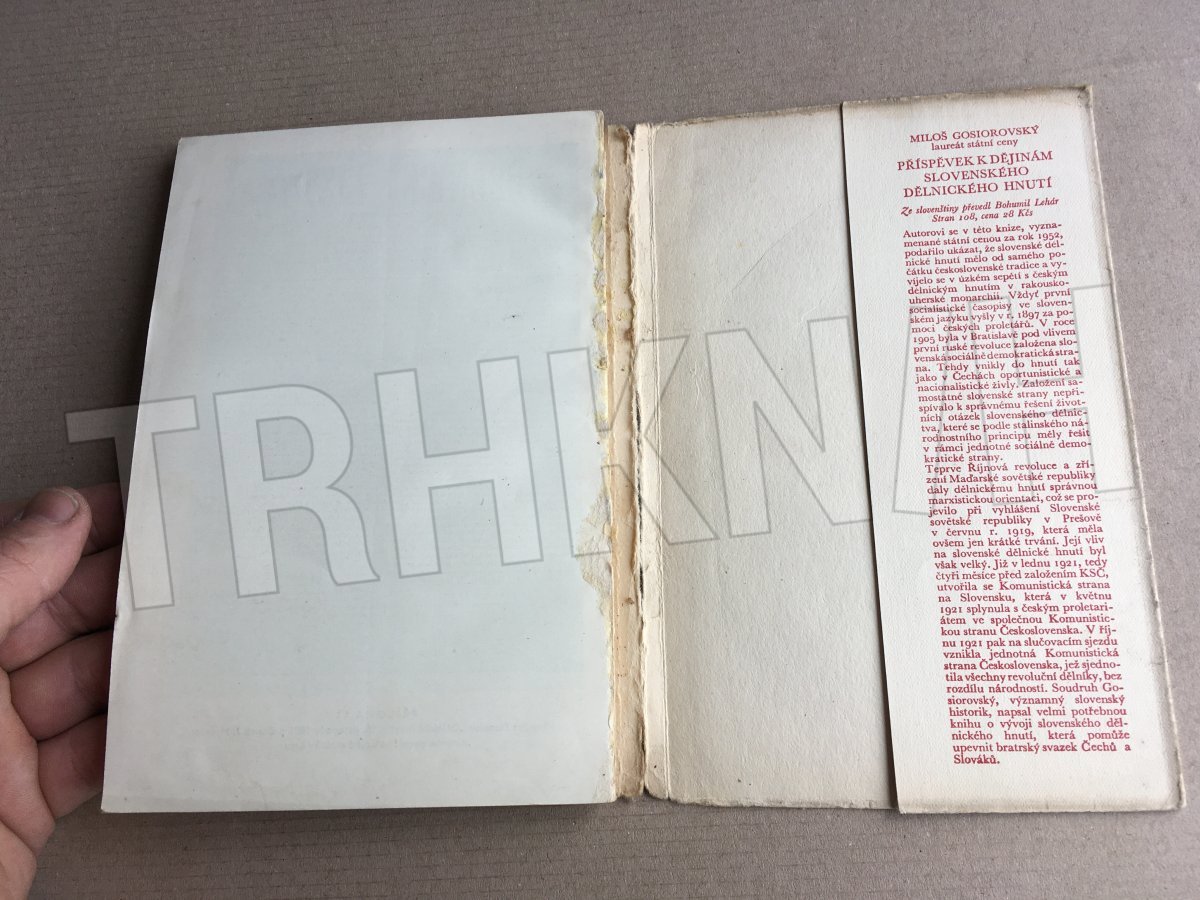 MILOŠ GOSIOROVSKÝ
laureát státní ceny
PŘÍSPĚVEK K DĚJINÁM
SLOVENSKÉHO
DĚLNICKÉHO HNUTÍ
Ze slovenštiny převedl Bohumil Lehár
Stran 108, cena 28 Kčs
Autorovi se v této knize, vyzna-
menané státní cenou za rok 1952,
podařilo ukázat, že slovenské děl-
nické hnutí mělo od samého po-
čátku československé tradice a vy-
víjelo se v úzkém sepětí s českým
dělnickým hnutím v rakousko-
uherské monarchii. Vždyť první
socialistické časopisy ve sloven-
ském jazyku vyšly v r. 1897 za po-
moci českých proletářů. V roce
1905 byla v Bratislavě pod vlivem
první ruské revoluce založena slo-
venská sociálně demokratická stra-
na. Tehdy vnikly do hnutí tak
jako v Čechách oportunistické a
nacionalistické živly. Založení sa-
mostatné slovenské strany nepři-
spívalo k správnému řešení život-
ních otázek slovenského dělnic-
tva, které se podle stalinského ná-
rodnostního principu měly řešit
v rámci jednotné sociálně demo-
kratické strany.
Teprve Říjnová revoluce a zří-
zení Maďarské sovětské republiky
daly dělnickému hnutí správnou
marxistickou orientaci, což se pro-
jevilo při vyhlášení Slovenské
sovětské republiky v Prešově
v červnu r. 1919, která měla
ovšem jen krátké trvání. Její vliv
na slovenské dělnické hnutí byl
však velký. Již v lednu 1921, tedy
čtyři měsíce před založením KSČ,
utvořila se Komunistická strana
na Slovensku, která v květnu
1921 splynula s českým proletari-
átem ve společnou Komunistic-
kou stranu Československa. V říj-
nu 1921 pak na slučovacím sjezdu
vznikla jednotná Komunistická
strana Československa, jež sjedno-
tila všechny revoluční dělníky, bez
rozdílu národností. Soudruh Go-
siorovský, významný slovenský
historik, napsal velmi potřebnou
knihu o vývoji slovenského děl-
nického hnutí, která pomůže
upevnit bratrský svazek Čechů a
Slováků.
TRHKNIH